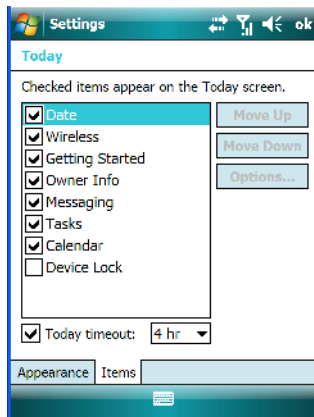 Settings
ok
Today
Checked items appear on the Today screen.
Date
Wireless
Getting Started
Owner Info
Messaging
Tasks
Calendar
Device Lock
Move Up
Move Down
Options...
Today timeout: 4 hr
Appearance Items